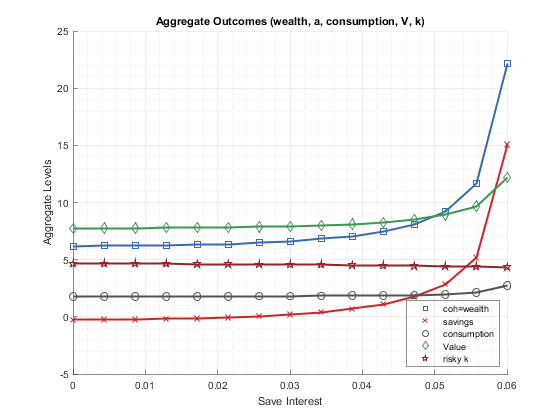 Aggregate Outcomes (wealth, a, consumption, V, k)
25
20
15
10
5
0
-5
Aggregate Levels
0
0.01
0.02
0.03
0.04
0.05
0.06
Save Interest
coh=wealth
savings
consumption
Value
risky k